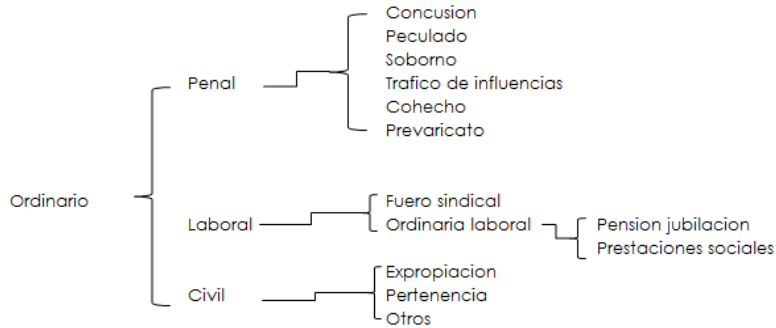 Concusion
Peculado
Soborno
Penal
Trafico de influencias
Cohecho
Prevaricato
Ordinario
Fuero sindical
Laboral
Ordinaria laboral
Pension jubilacion
Prestaciones sociales
Expropiacion
Civil
Pertenencia
Otros